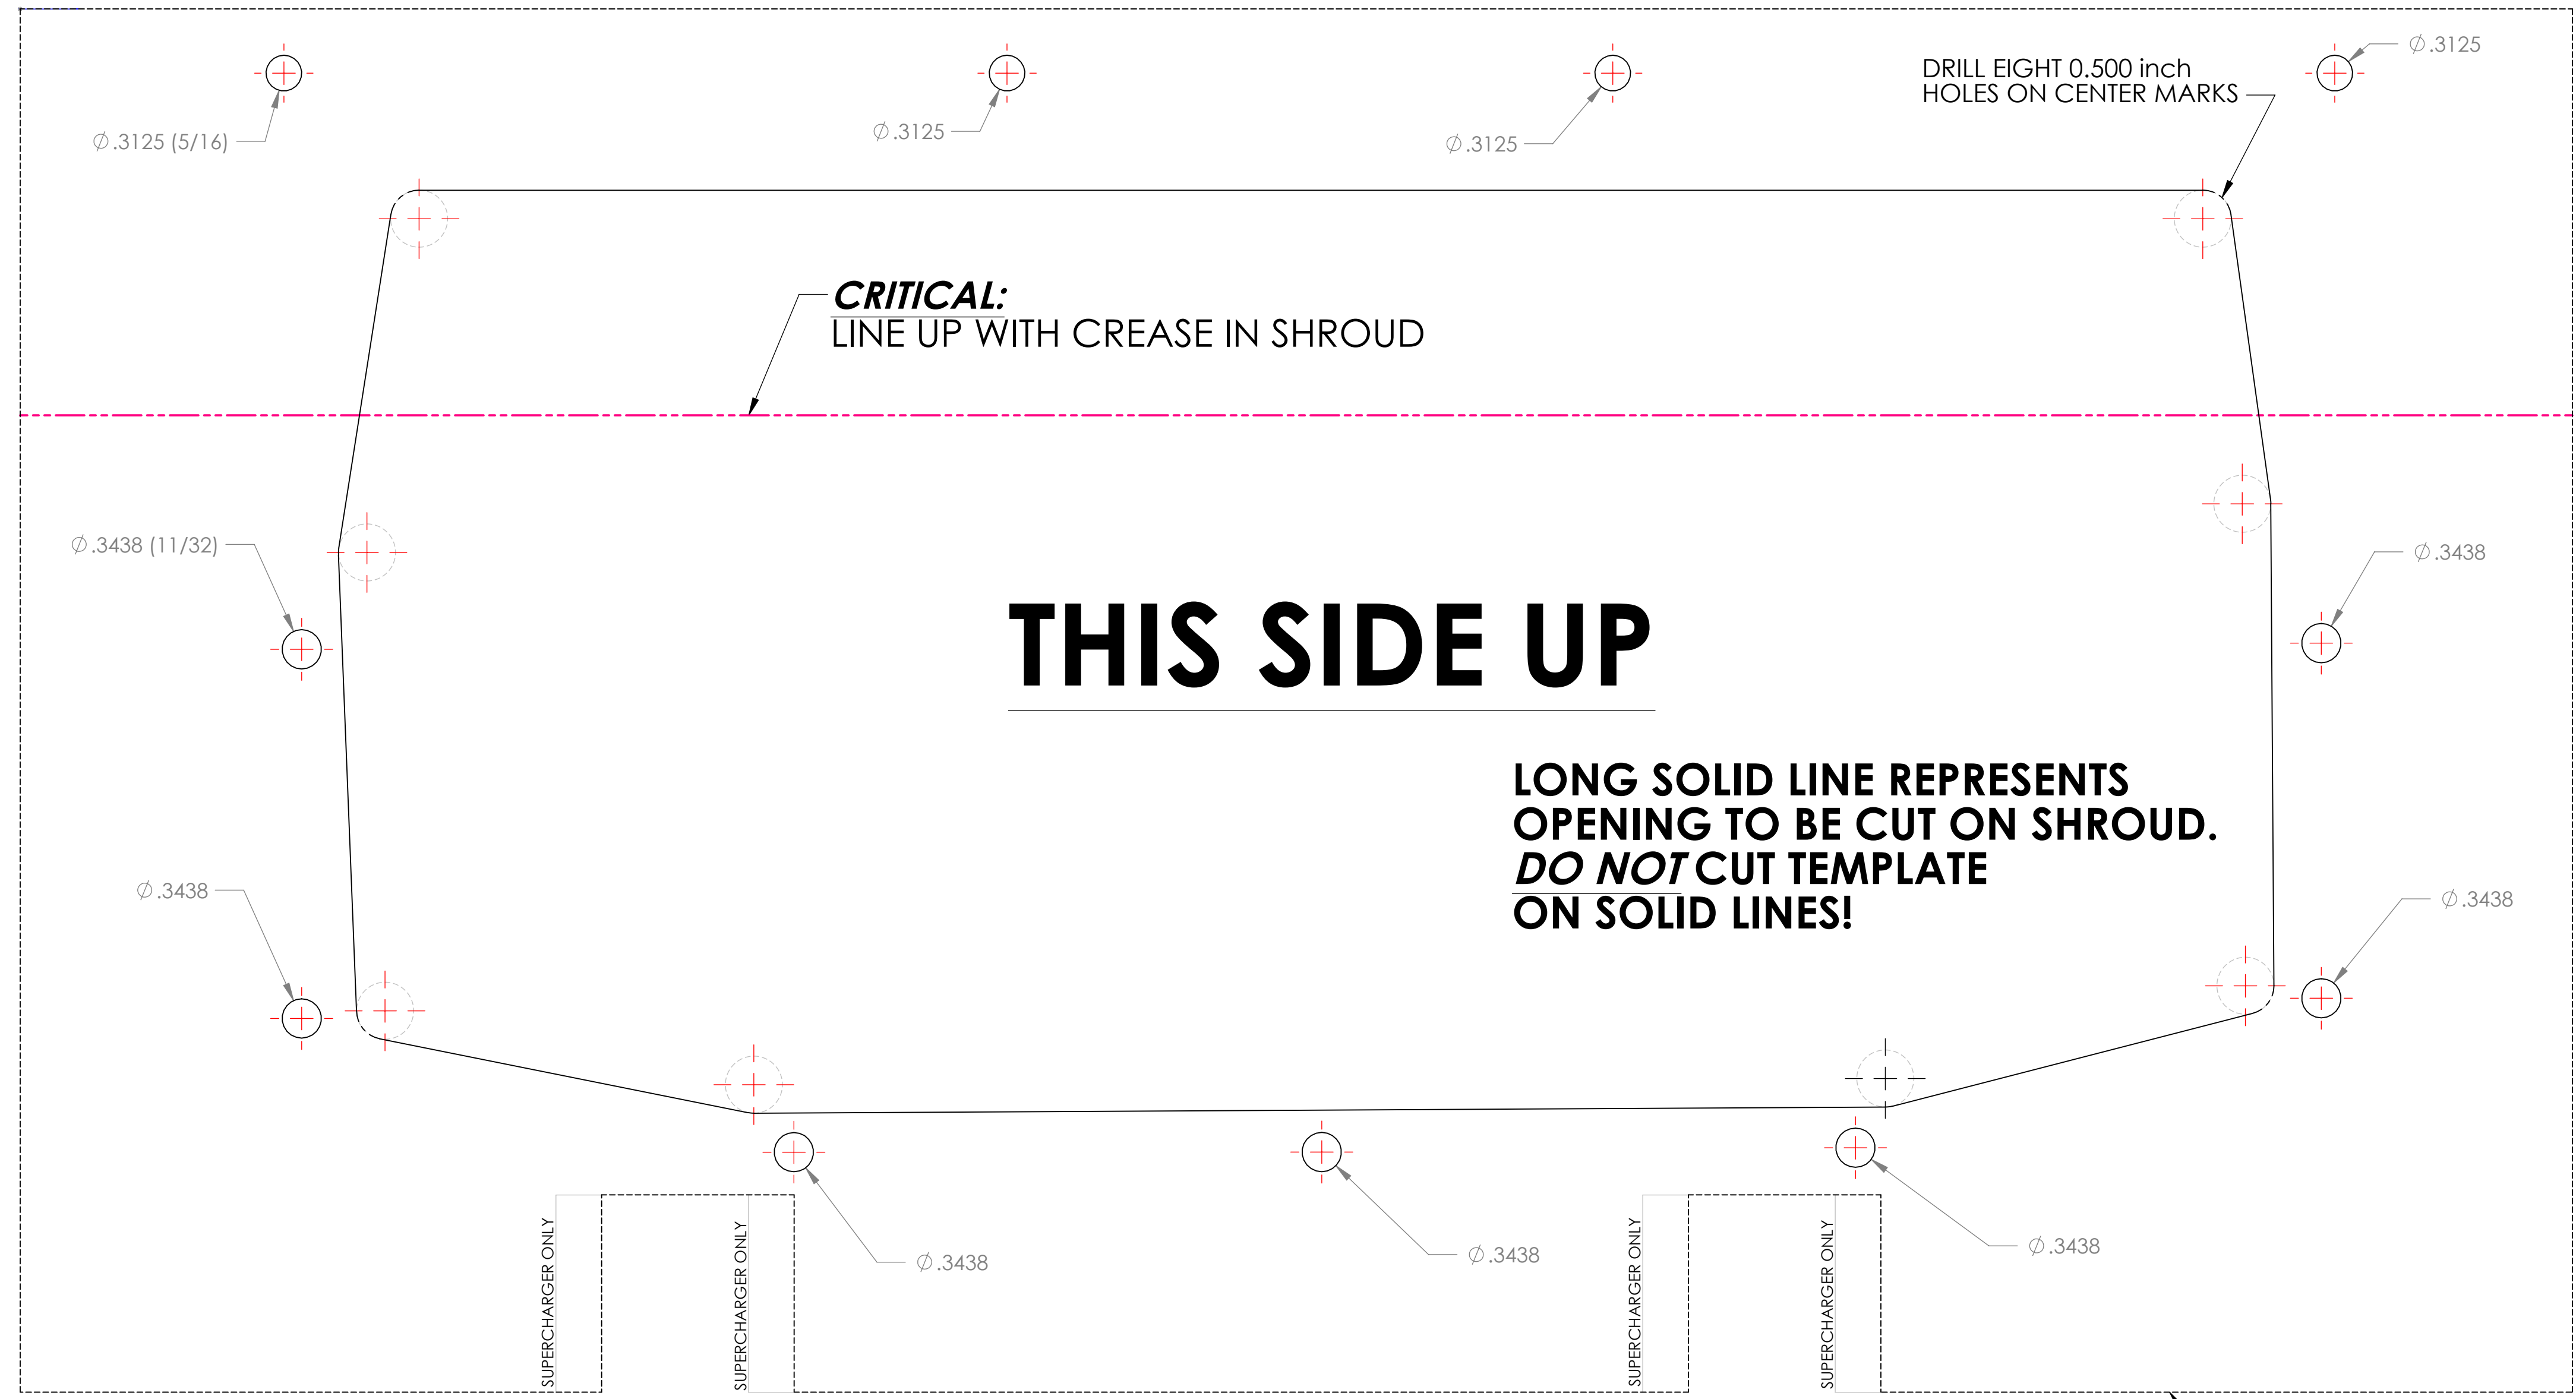 Ø.3125
DRILL EIGHT 0.500 inch
HOLES ON CENTER MARKS
Ø.3125 (5/16)
Ø.3125
Ø.3125
CRITICAL:
LINE UP WITH CREASE IN SHROUD
Ø.3438 (11/32)
Ø.3438
THIS SIDE UP
LONG SOLID LINE REPRESENTS
OPENING TO BE CUT ON SHROUD.
DO NOT CUT TEMPLATE
ON SOLID LINES!
Ø.3438
Ø.3438
Ø.3438
Ø.3438
Ø.3438
SUPERCHARGER ONLY
SUPERCHARGER ONLY
SUPERCHARGER ONLY
SUPERCHARGER ONLY